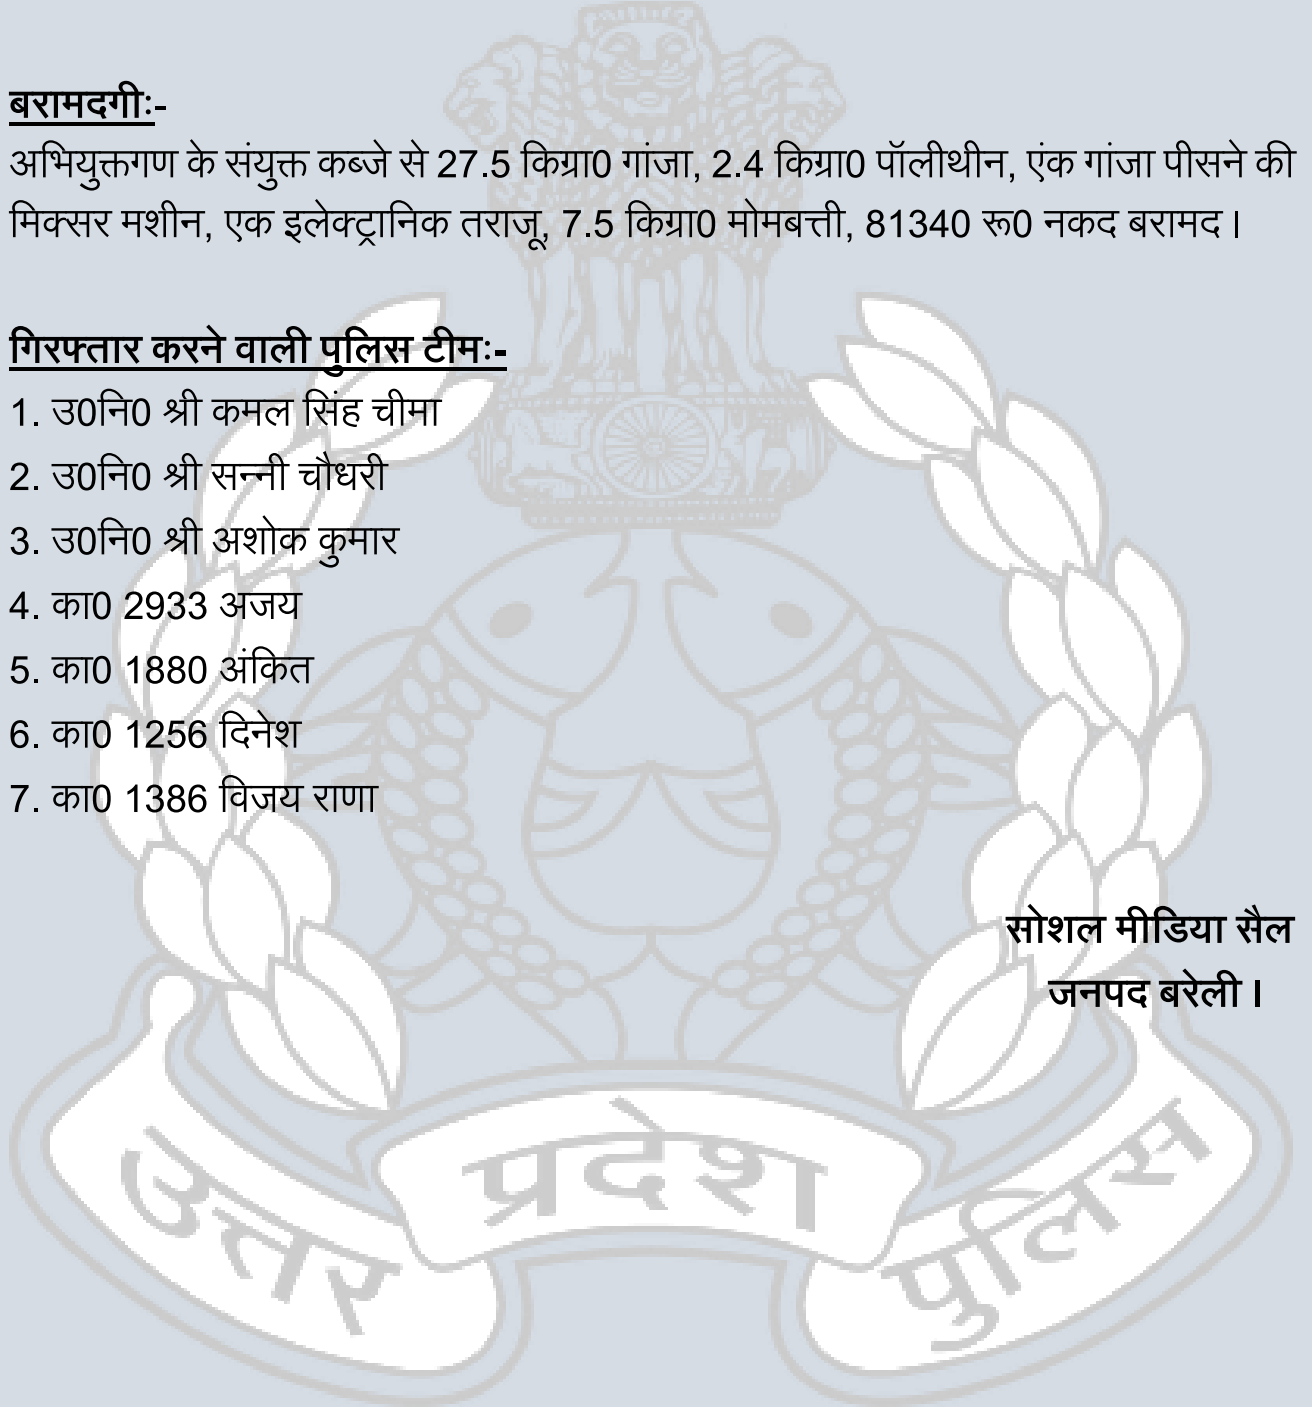 बरामदगीः-
अभियुक्तगण के संयुक्त कब्जे से 27.5 किग्रा0 गांजा, 2.4 किग्रा0 पॉलीथीन, एंक गांजा पीसने की
मिक्सर मशीन, एक इलेक्ट्रानिक तराजू, 7.5 किग्रा0 मोमबत्ती, 81340 रू0 नकद बरामद ।
गिरफ्तार करने वाली पुलिस टीमः-
1. उ0नि0 श्री कमल सिंह चीमा
2. उ0नि0 श्री सन्नी चौधरी
3. उ0नि0 श्री अशोक कुमार
4. का0 2933 अजय
5. का0 1880 अंकित
6. का0 1256 दिनेश
7. का0 1386 विजय राणा
सोशल मीडिया सैल
जनपद बरेली ।
उत्तर प्रदेश पुलिस